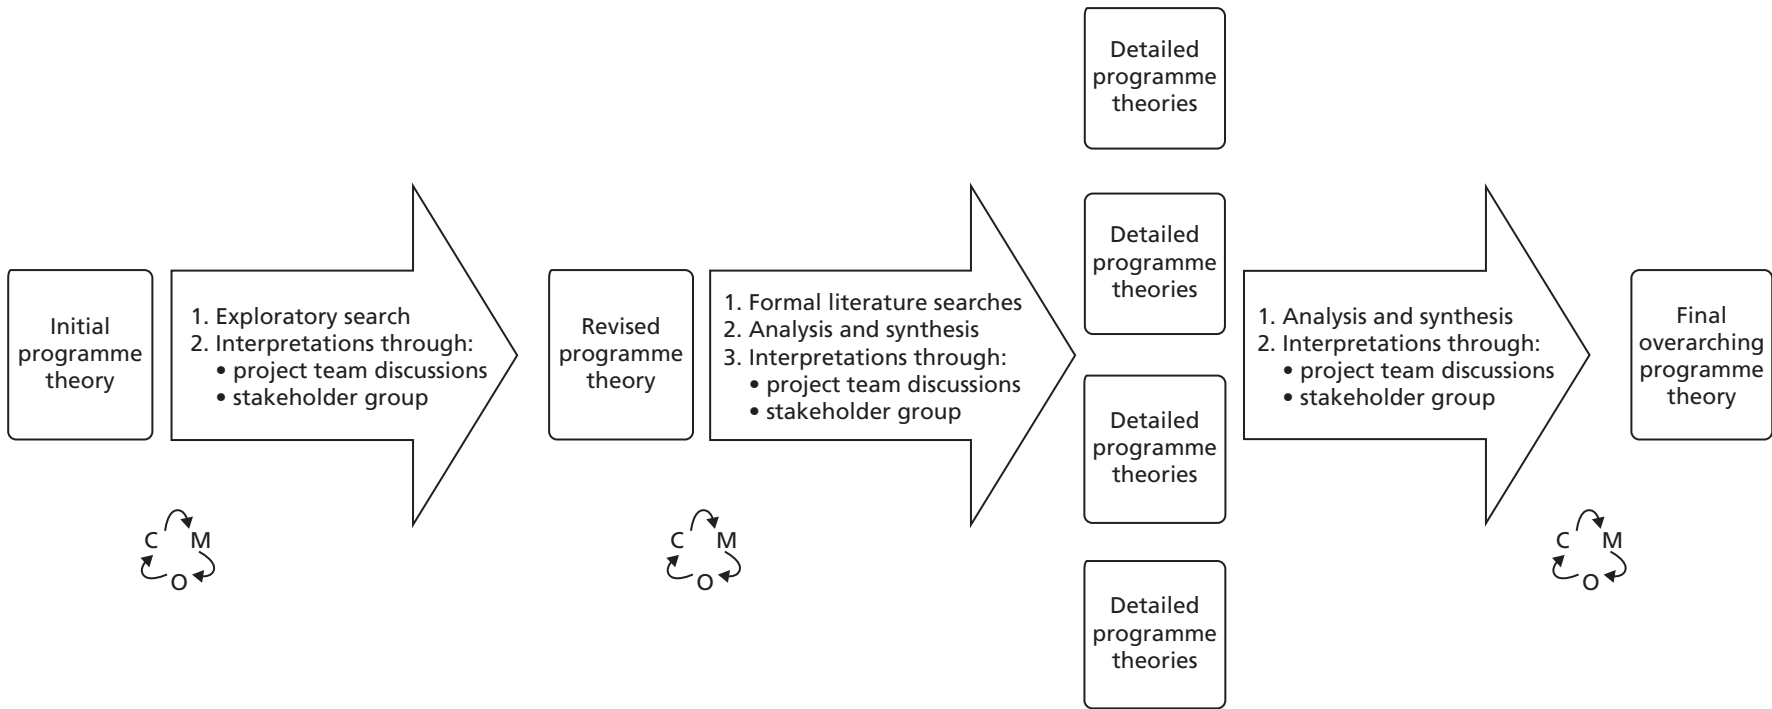 Initial
programme
theory
1. Exploratory search
2. Interpretations through:
• project team discussions
• stakeholder group
C M
O
Revised
programme
theory
1. Formal literature searches
2. Analysis and synthesis
3. Interpretations through:
• project team discussions
• stakeholder group
C M
O
Detailed
programme
theories
Detailed
programme
theories
Detailed
programme
theories
Detailed
programme
theories
1. Analysis and synthesis
2. Interpretations through:
• project team discussions
• stakeholder group
C M
O
Final
overarching
programme
theory